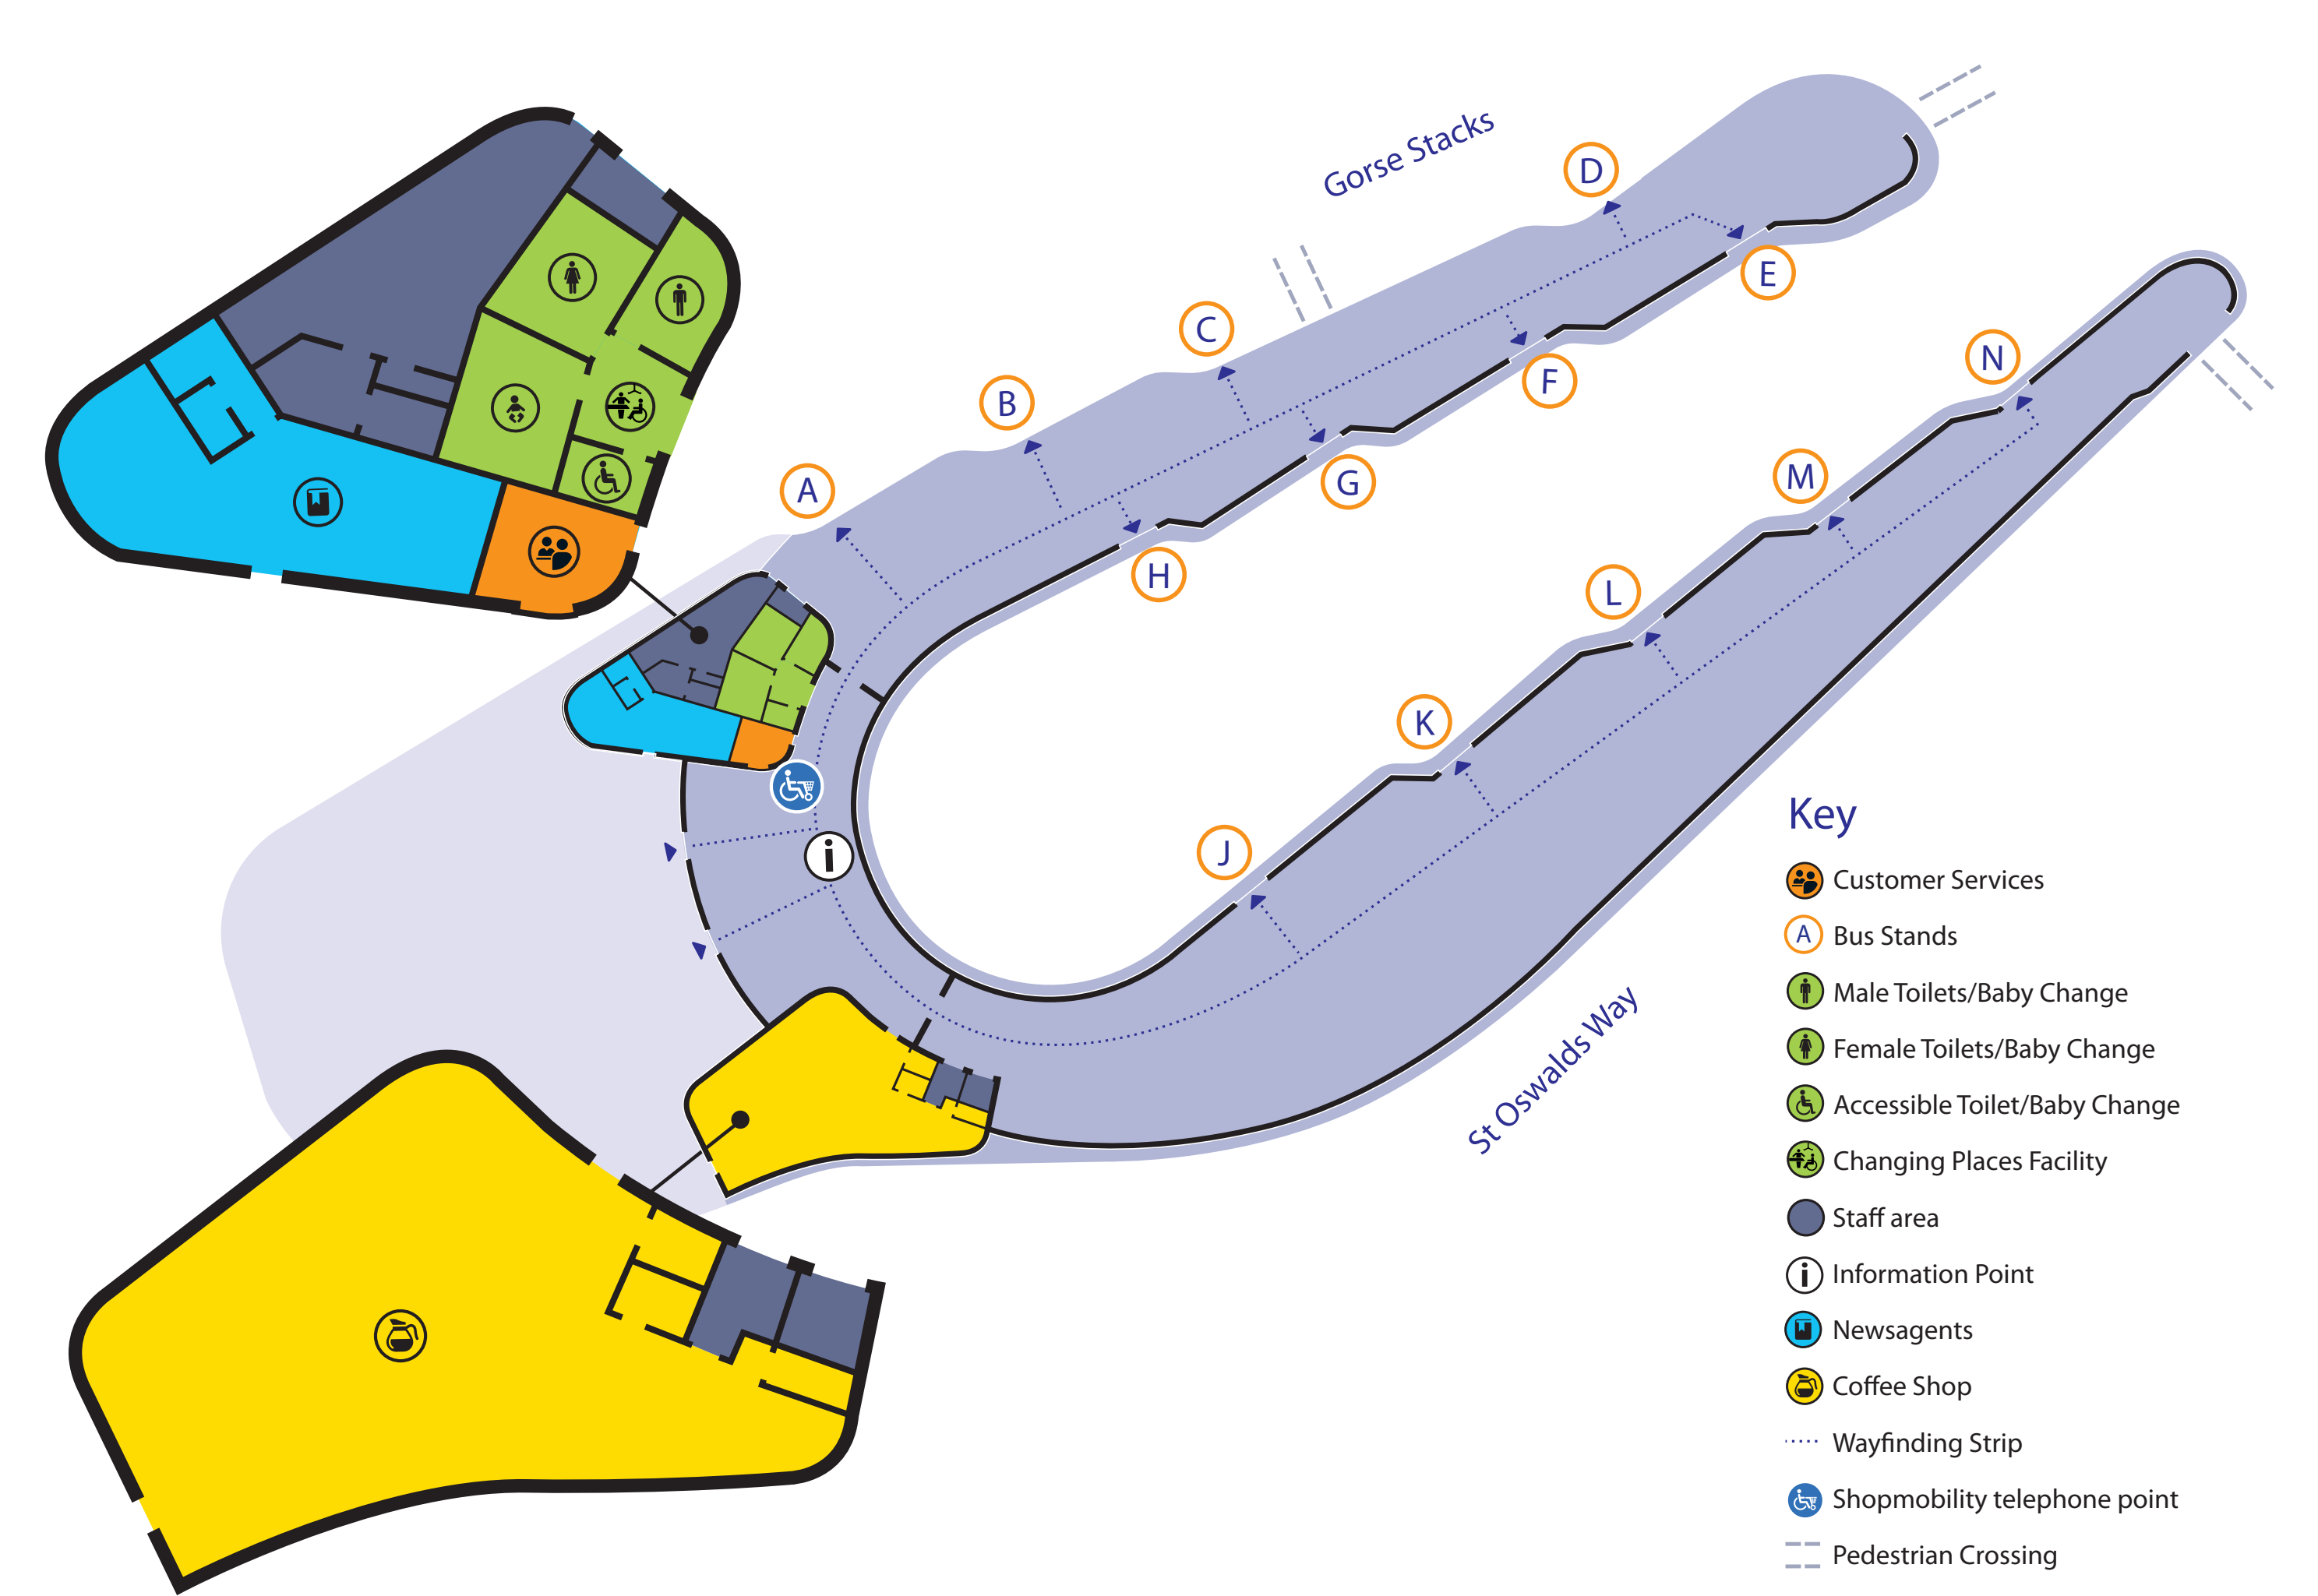 Gorse Stacks
D
E
C
N
F
B
M
G
A
H
L
K
J
i
St Oswalds Way
Key
Customer Services
A Bus Stands
Male Toilets/Baby Change
Female Toilets/Baby Change
Accessible Toilet/Baby Change
Changing Places Facility
Staff area
i Information Point
Newsagents
Coffee Shop
Wayfinding Strip
Shopmobility telephone point
Pedestrian Crossing